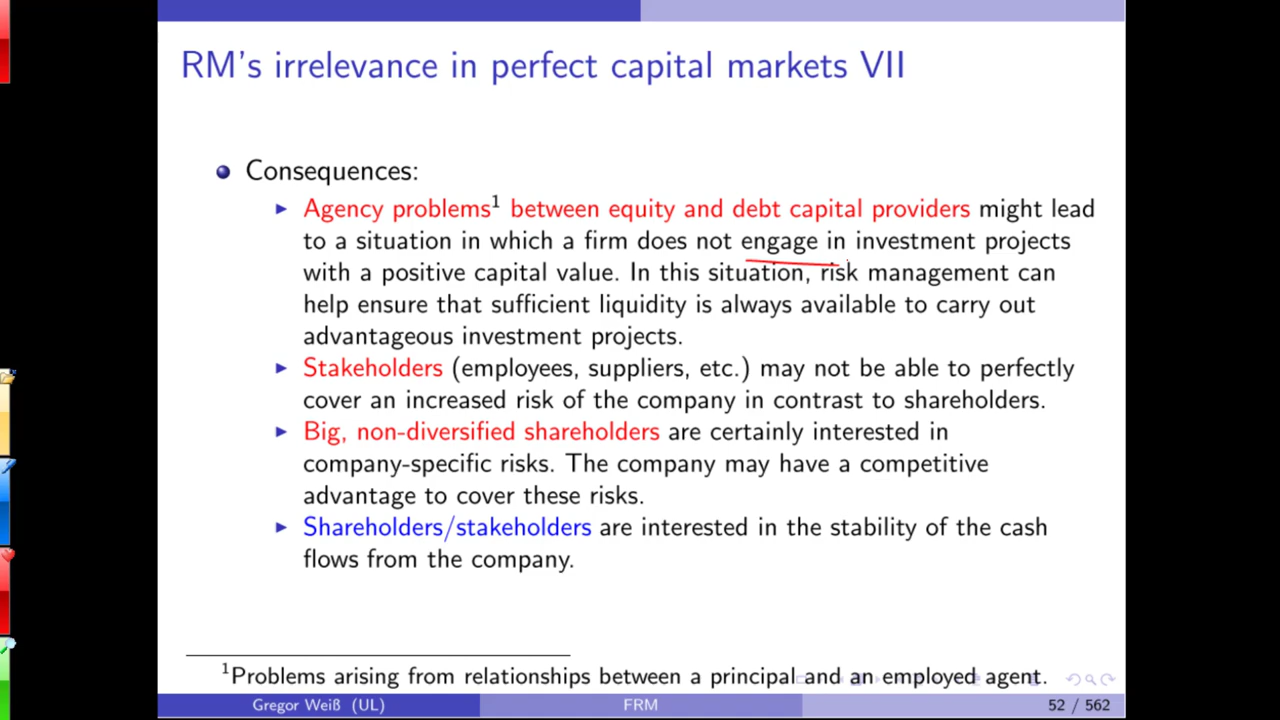 RM's irrelevance in perfect capital markets VII
Consequences:
Agency problems¹ between equity and debt capital providers might lead
to a situation in which a firm does not engage in investment projects
with a positive capital value. In this situation, risk management can
help ensure that sufficient liquidity is always available to carry out
advantageous investment projects.
Stakeholders (employees, suppliers, etc.) may not be able to perfectly
cover an increased risk of the company in contrast to shareholders.
Big, non-diversified shareholders are certainly interested in
company-specific risks. The company may have a competitive
advantage to cover these risks.
Shareholders/stakeholders are interested in the stability of the cash
flows from the company.
¹Problems arising from relationships between a principal and an employed agent.
Gregor Weiß (UL) FRM 52 / 562